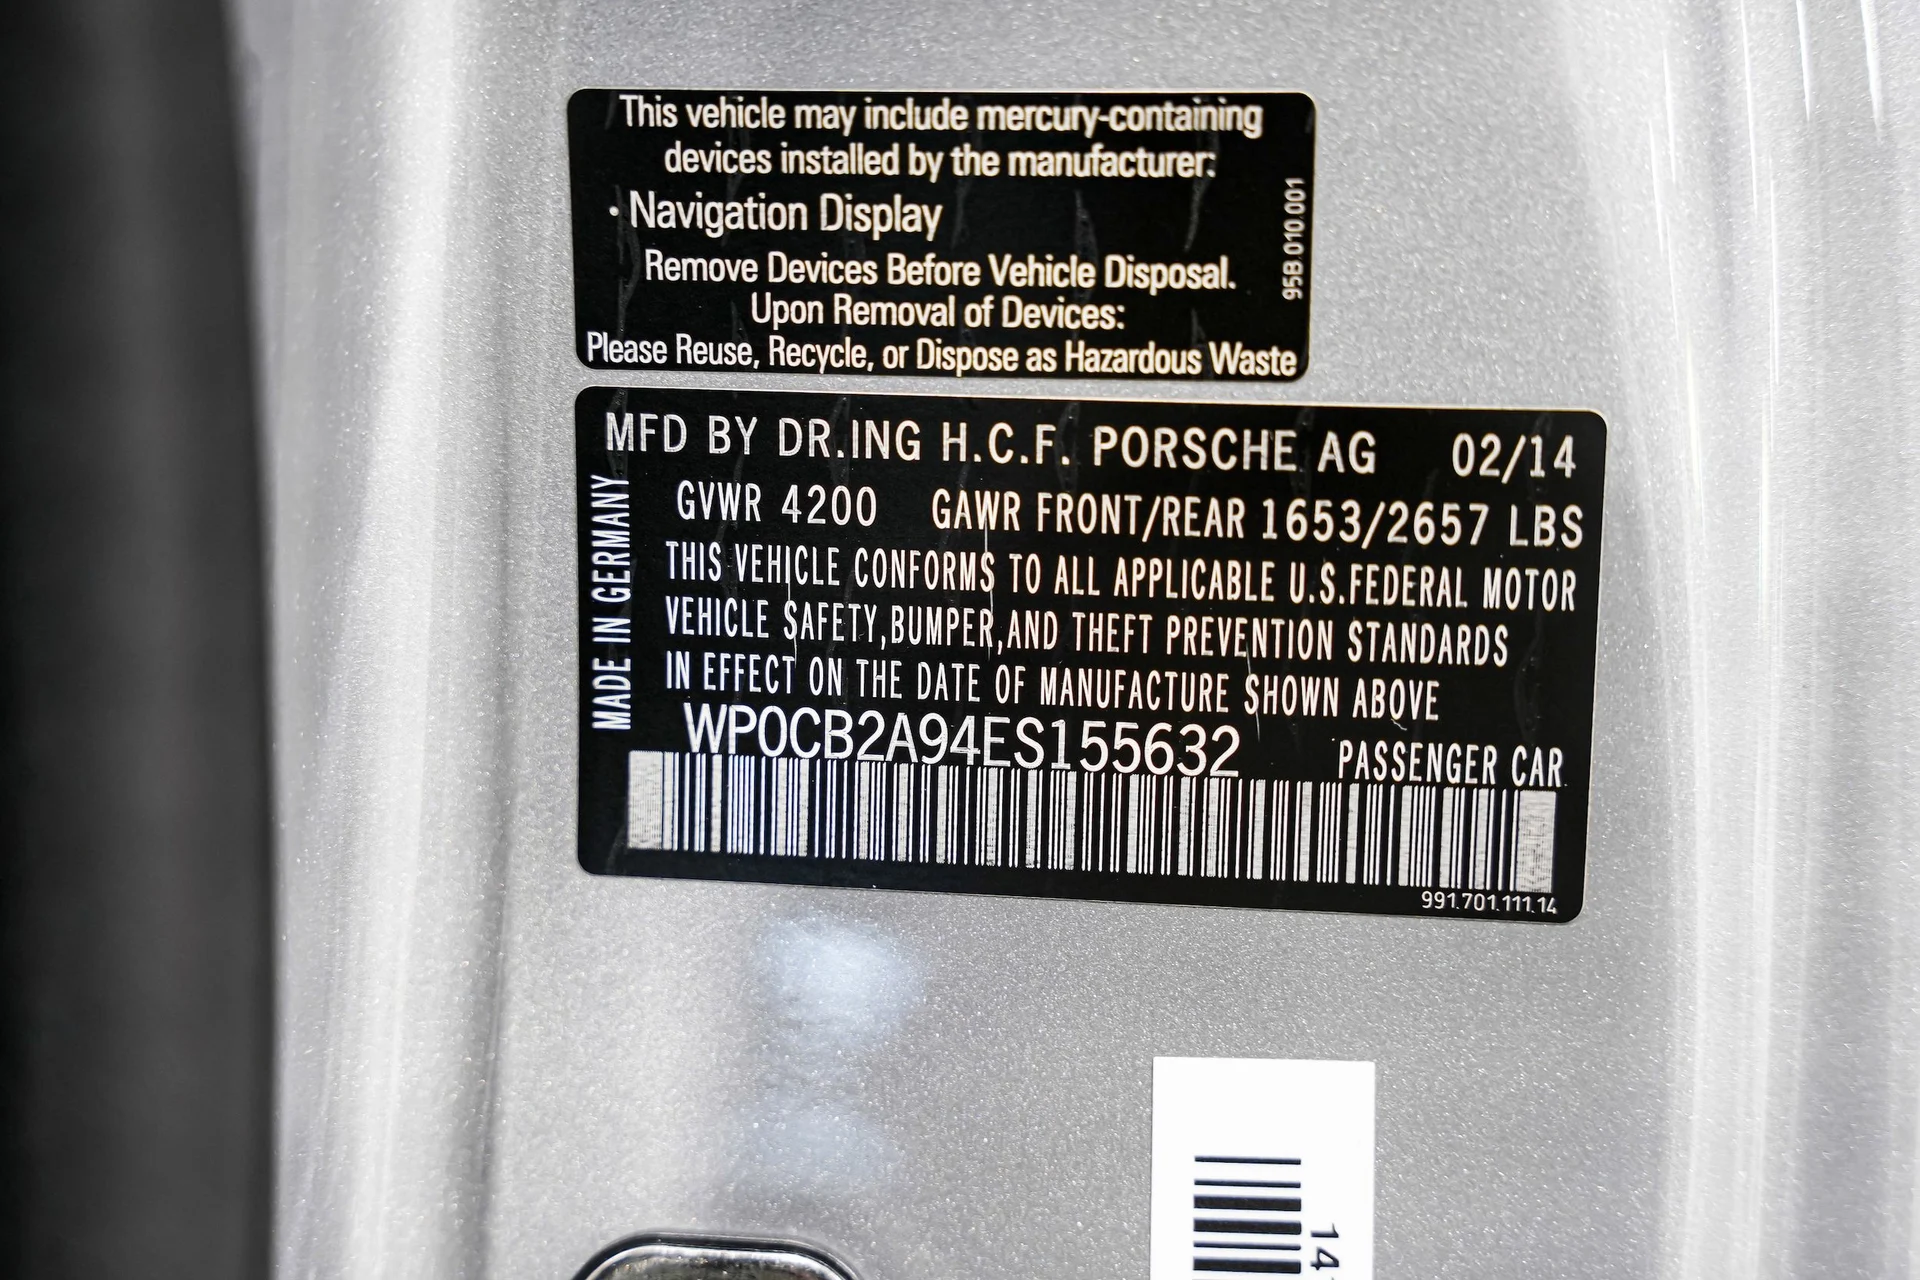 This vehicle may include mercury-containing
devices installed by the manufacturer:
· Navigation Display
Remove Devices Before Vehicle Disposal.
Upon Removal of Devices:
Please Reuse, Recycle, or Dispose as Hazardous Waste
95B.010.001
MFD BY DR.ING H.C.F. PORSCHE AG 02/14
GVWR 4200 GAWR FRONT/REAR 1653/2657 LBS
THIS VEHICLE CONFORMS TO ALL APPLICABLE U.S.FEDERAL MOTOR
VEHICLE SAFETY,BUMPER,AND THEFT PREVENTION STANDARDS
IN EFFECT ON THE DATE OF MANUFACTURE SHOWN ABOVE
WP0CB2A94ES155632 PASSENGER CAR
MADE IN GERMANY
991.701.111.14